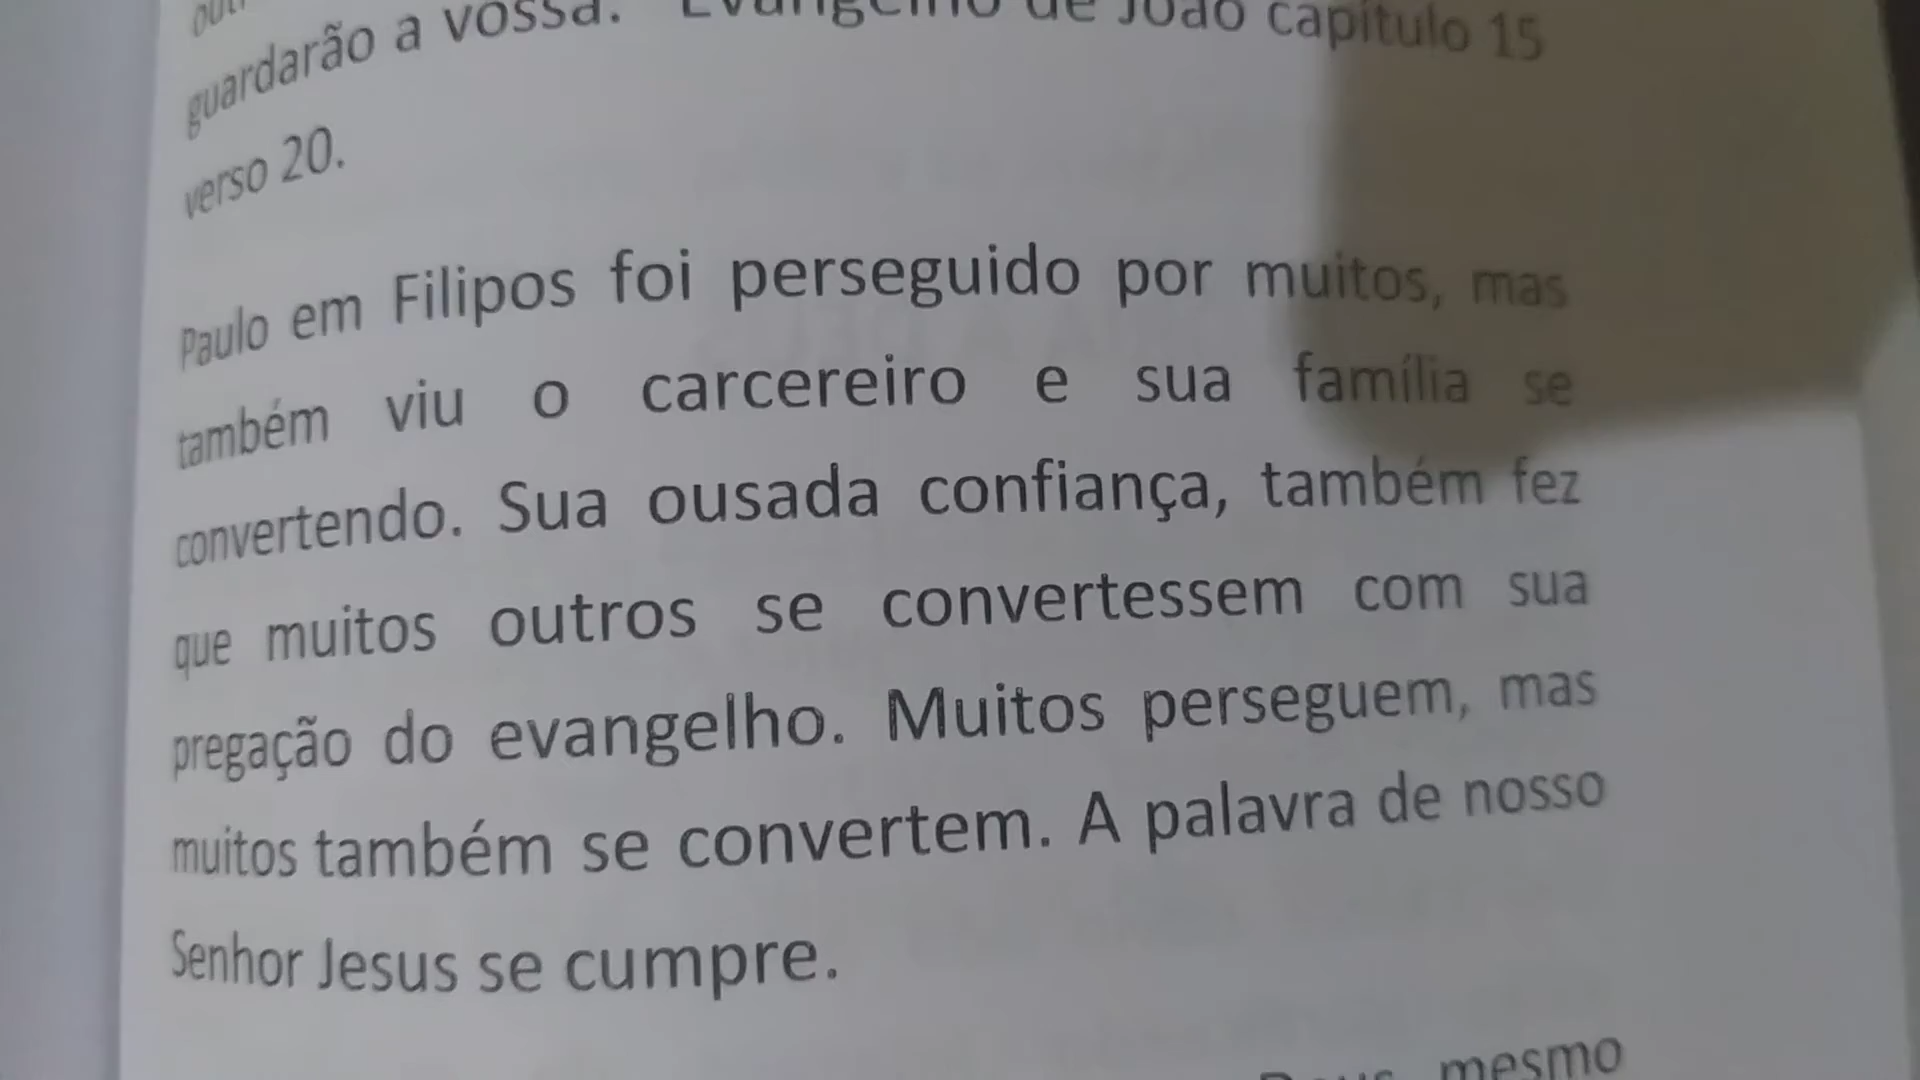 guardarão a vossa." Evangelho de João capítulo 15
verso 20.
Paulo em Filipos foi perseguido por muitos, mas
também viu o carcereiro e sua família se
convertendo. Sua ousada confiança, também fez
que muitos outros se convertessem com sua
pregação do evangelho. Muitos perseguem, mas
muitos também se convertem. A palavra de nosso
Senhor Jesus se cumpre.
mesmo